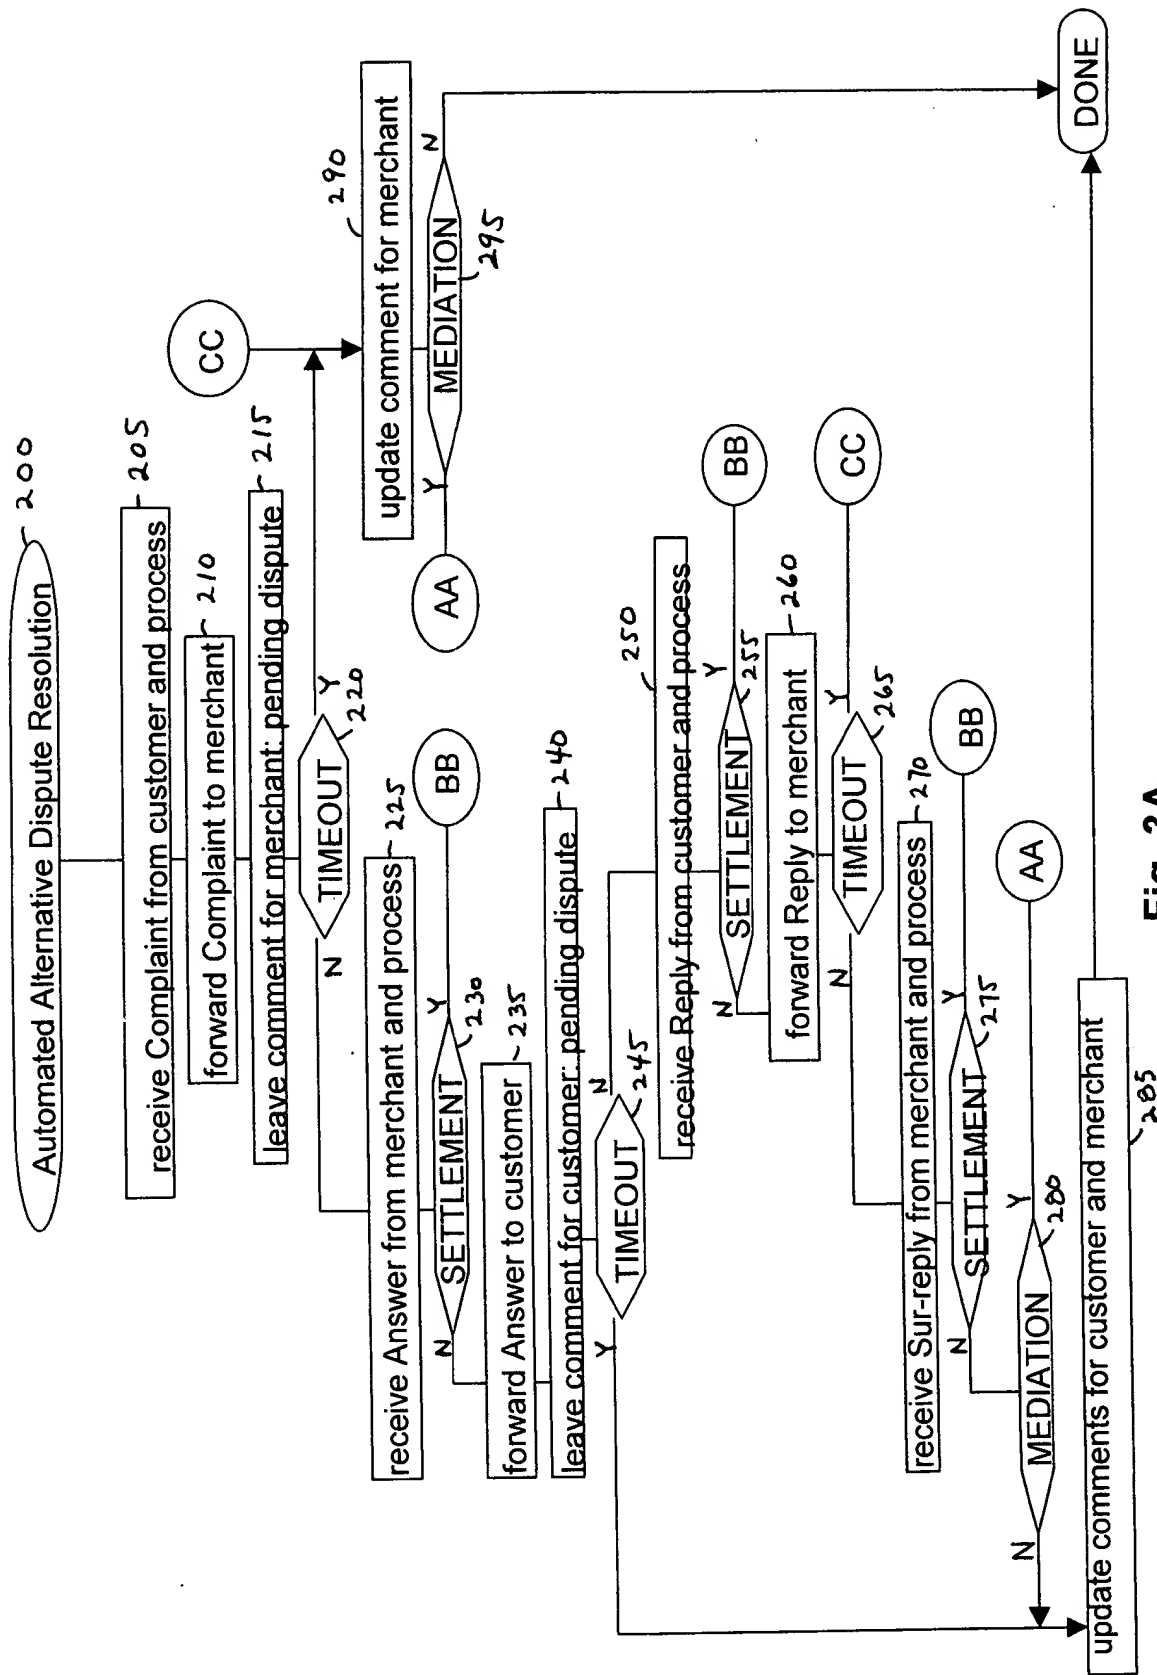 Automated Alternative Dispute Resolution
200
receive Complaint from customer and process
205
forward Complaint to merchant
210
leave comment for merchant: pending dispute
215
TIMEOUT
220
N
Y
CC
update comment for merchant
290
MEDIATION
295
Y
N
AA
receive Answer from merchant and process
225
SETTLEMENT
230
N
Y
BB
forward Answer to customer
235
leave comment for customer: pending dispute
240
TIMEOUT
245
Y
N
receive Reply from customer and process
250
SETTLEMENT
255
N
Y
BB
forward Reply to merchant
260
TIMEOUT
265
N
Y
CC
receive Sur-reply from merchant and process
270
SETTLEMENT
275
N
Y
BB
MEDIATION
280
N
Y
AA
update comments for customer and merchant
285
DONE